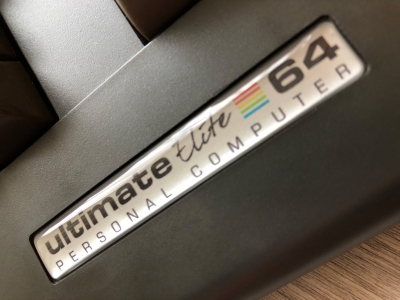 ultimate Elite 64
PERSONAL COMPUTER